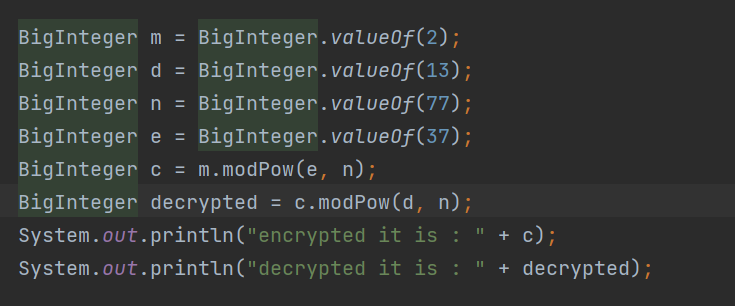 BigInteger m = BigInteger.valueOf(2);
BigInteger d = BigInteger.valueOf(13);
BigInteger n = BigInteger.valueOf(77);
BigInteger e = BigInteger.valueOf(37);
BigInteger c = m.modPow(e, n);
BigInteger decrypted = c.modPow(d, n);
System.out.println("encrypted it is : " + c);
System.out.println("decrypted it is : " + decrypted);